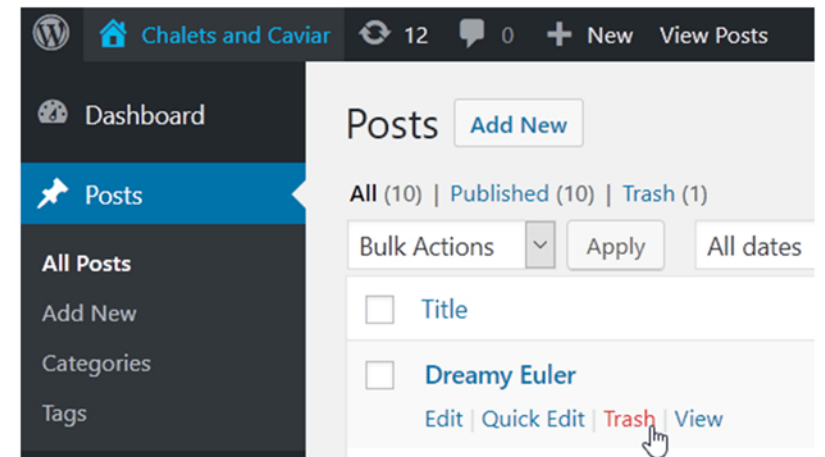 Chalets and Caviar 12 0 New View Posts
Dashboard
Posts
All Posts
Add New
Categories
Tags
Posts Add New
All (10) | Published (10) | Trash (1)
Bulk Actions Apply All dates
Title
Dreamy Euler
Edit | Quick Edit | Trash | View